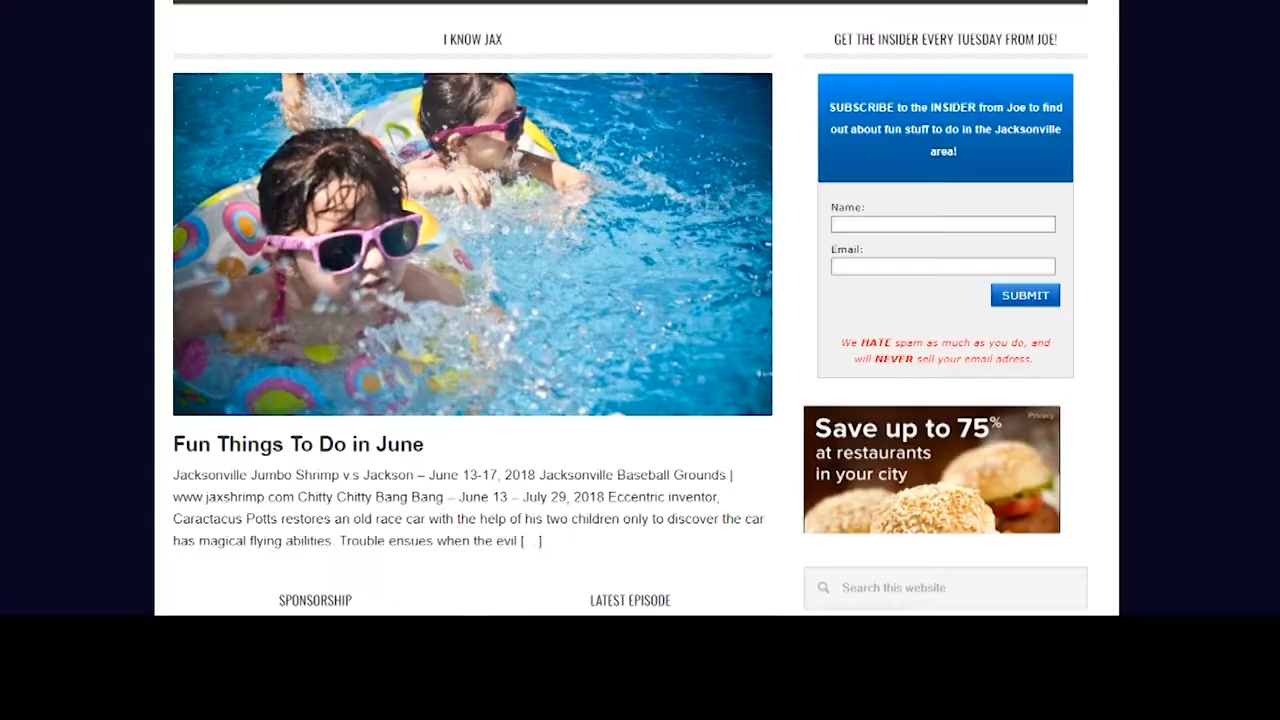 I KNOW JAX
Fun Things To Do in June
Jacksonville Jumbo Shrimp v.s Jackson – June 13-17, 2018 Jacksonville Baseball Grounds |
www.jaxshrimp.com Chitty Chitty Bang Bang – June 13 – July 29, 2018 Eccentric inventor,
Caractacus Potts restores an old race car with the help of his two children only to discover the car
has magical flying abilities. Trouble ensues when the evil [...]
SPONSORSHIP
LATEST EPISODE
GET THE INSIDER EVERY TUESDAY FROM JOE!
SUBSCRIBE to the INSIDER from Joe to find
out about fun stuff to do in the Jacksonville
area!
Name:
Email:
SUBMIT
We HATE spam as much as you do, and
will NEVER sell your email adress.
Privacy
Save up to 75%
at restaurants
in your city
Search this website